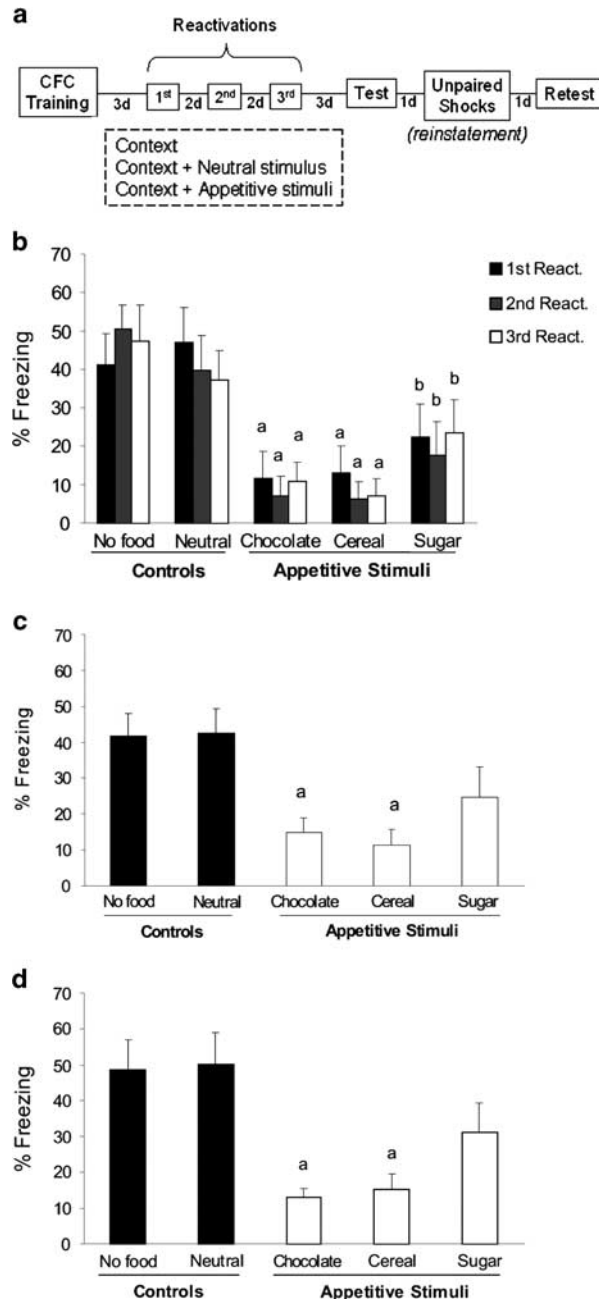 a
Reactivations
CFC Training 3d 1st 2d 2nd 2d 3rd 3d Test 1d Unpaired Shocks 1d Retest
(reinstatement)
Context
Context + Neutral stimulus
Context + Appetitive stimuli
b
% Freezing
70
60
50
40
30
20
10
0
1st React.
2nd React.
3rd React.
a a a a a a b b b
No food Neutral Chocolate Cereal Sugar
Controls Appetitive Stimuli
c
% Freezing
70
60
50
40
30
20
10
0
a a
No food Neutral Chocolate Cereal Sugar
Controls Appetitive Stimuli
d
% Freezing
70
60
50
40
30
20
10
0
a a
No food Neutral Chocolate Cereal Sugar
Controls Appetitive Stimuli